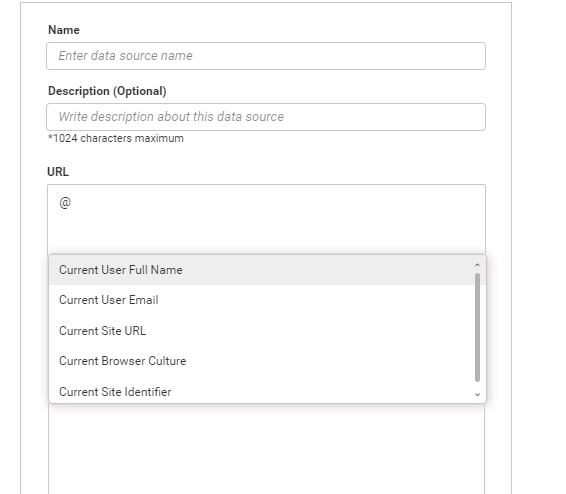 Name
Enter data source name
Description (Optional)
Write description about this data source
*1024 characters maximum
URL
@
Current User Full Name
Current User Email
Current Site URL
Current Browser Culture
Current Site Identifier